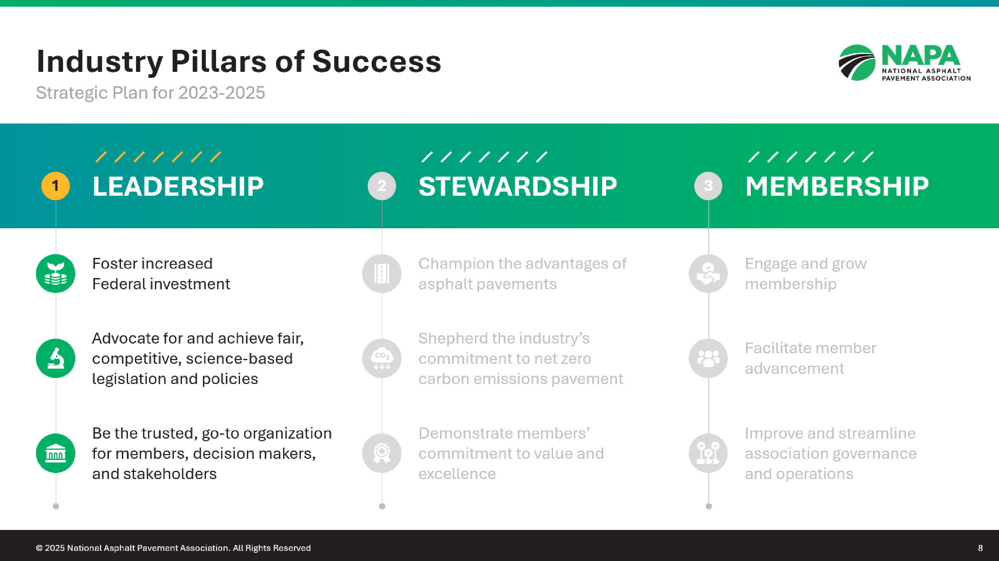 Industry Pillars of Success
Strategic Plan for 2023-2025
NAPA
NATIONAL ASPHALT
PAVEMENT ASSOCIATION
1
LEADERSHIP
Foster increased
Federal investment
Advocate for and achieve fair,
competitive, science-based
legislation and policies
Be the trusted, go-to organization
for members, decision makers,
and stakeholders
2
STEWARDSHIP
Champion the advantages of
asphalt pavements
CO₂
Shepherd the industry’s
commitment to net zero
carbon emissions pavement
Demonstrate members’
commitment to value and
excellence
3
MEMBERSHIP
Engage and grow
membership
Facilitate member
advancement
Improve and streamline
association governance
and operations
© 2025 National Asphalt Pavement Association. All Rights Reserved
8